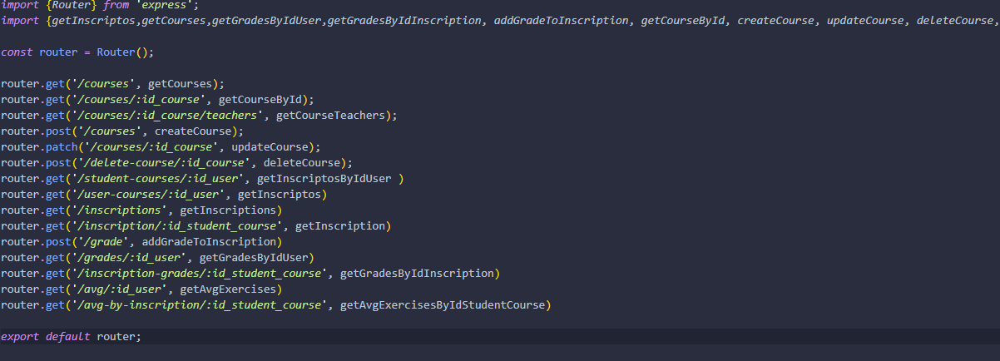 import {Router} from 'express';
import {getInscriptos,getCourses,getGradesByIdUser,getGradesByIdInscription, addGradeToInscription, getCourseById, createCourse, updateCourse, deleteCourse,
const router = Router();
router.get('/courses', getCourses);
router.get('/courses/:id_course', getCourseById);
router.get('/courses/:id_course/teachers', getCourseTeachers);
router.post('/courses', createCourse);
router.patch('/courses/:id_course', updateCourse);
router.post('/delete-course/:id_course', deleteCourse);
router.get('/student-courses/:id_user', getInscriptosByIdUser )
router.get('/user-courses/:id_user', getInscriptos)
router.get('/inscriptions', getInscriptions)
router.get('/inscription/:id_student_course', getInscription)
router.post('/grade', addGradeToInscription)
router.get('/grades/:id_user', getGradesByIdUser)
router.get('/inscription-grades/:id_student_course', getGradesByIdInscription)
router.get('/avg/:id_user', getAvgExercises)
router.get('/avg-by-inscription/:id_student_course', getAvgExercisesByIdStudentCourse)
export default router;